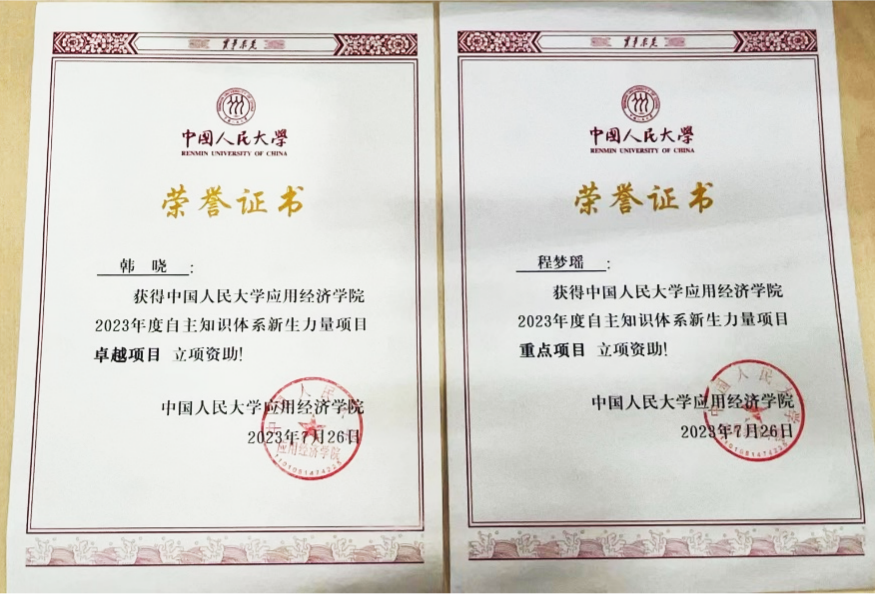 中国人民大学
RENMIN UNIVERSITY OF CHINA
荣誉证书
韩 晓 :
获得中国人民大学应用经济学院
2023年度自主知识体系新生力量项目
卓越项目 立项资助!
中国人民大学应用经济学院
2023年7月26日
应用经济学院
中国人民大学
RENMIN UNIVERSITY OF CHINA
荣誉证书
程梦瑶 :
获得中国人民大学应用经济学院
2023年度自主知识体系新生力量项目
重点项目 立项资助!
中国人民大学应用经济学院
2023年7月26日